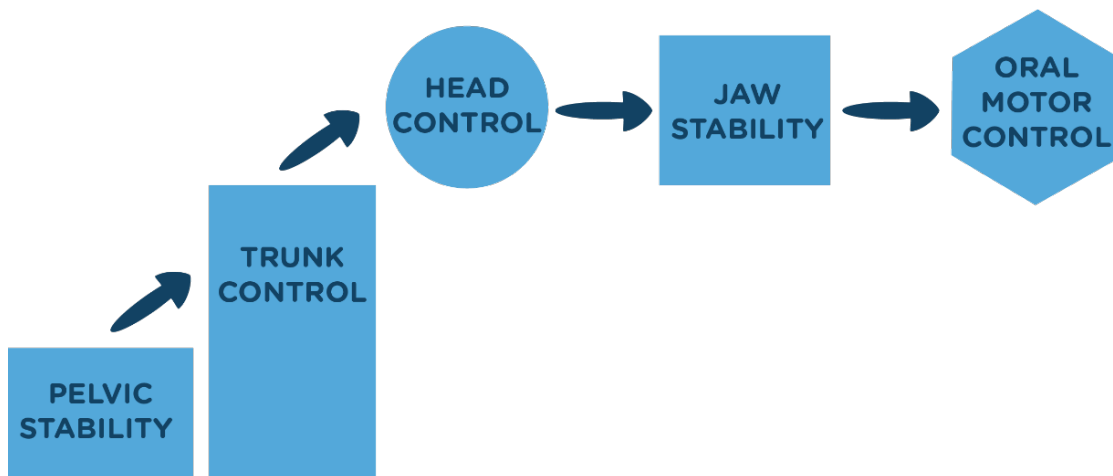 PELVIC
STABILITY
TRUNK
CONTROL
HEAD
CONTROL
JAW
STABILITY
ORAL
MOTOR
CONTROL